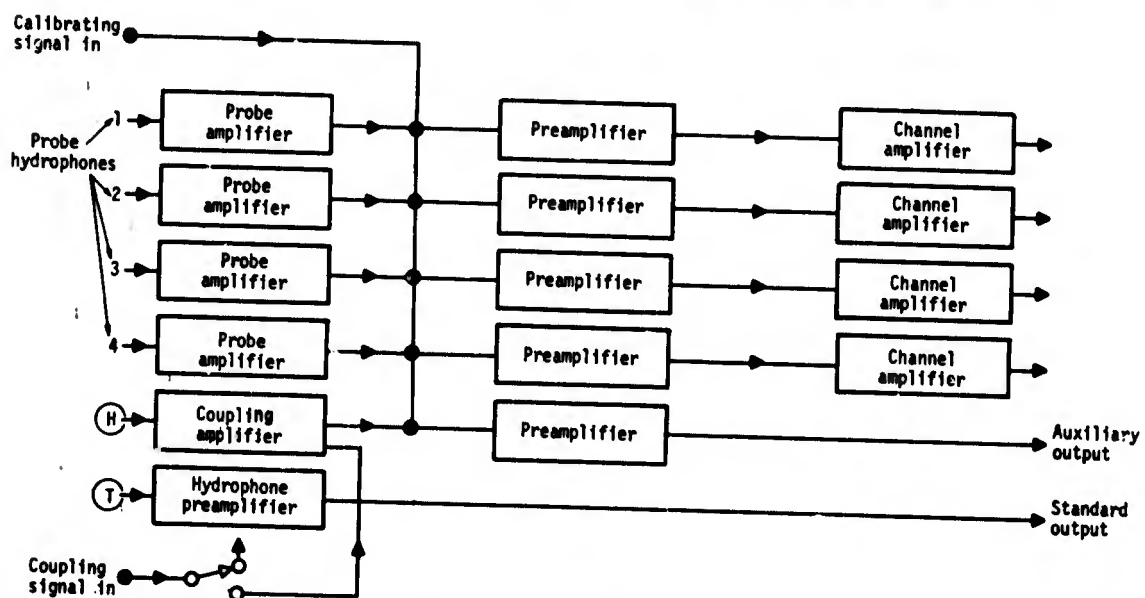 Calibrating
signal in
Probe
hydrophones
1
Probe
amplifier
Preamplifier
Channel
amplifier
2
Probe
amplifier
Preamplifier
Channel
amplifier
3
Probe
amplifier
Preamplifier
Channel
amplifier
4
Probe
amplifier
Preamplifier
Channel
amplifier
H
Coupling
amplifier
Preamplifier
Auxiliary
output
T
Hydrophone
preamplifier
Standard
output
Coupling
signal in